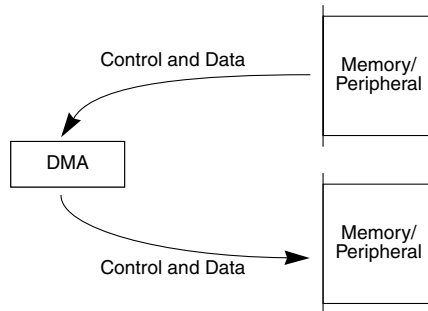 Control and Data
Memory/
Peripheral
DMA
Memory/
Peripheral
Control and Data